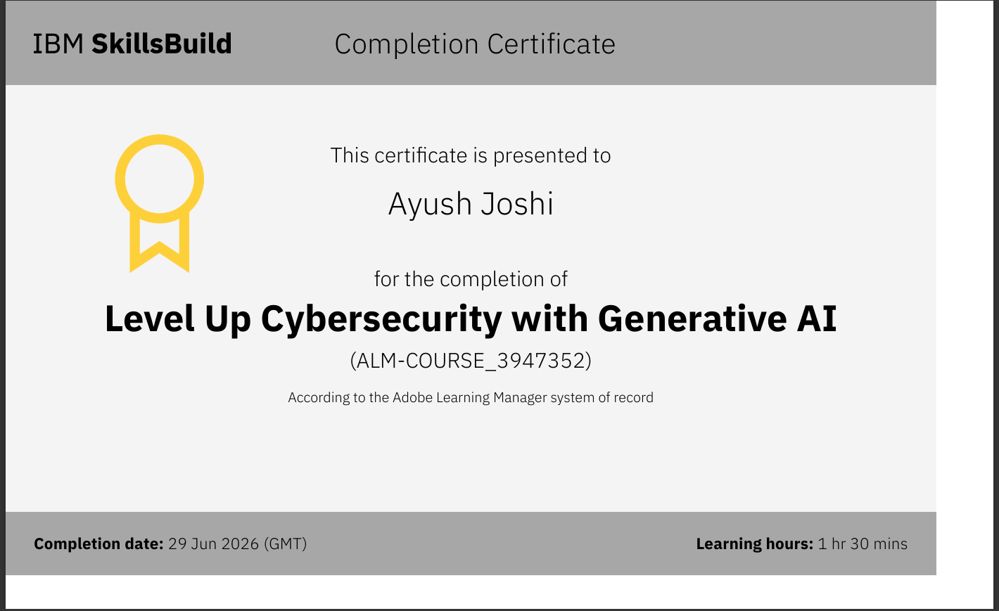 IBM SkillsBuild
Completion Certificate
This certificate is presented to
Ayush Joshi
for the completion of
Level Up Cybersecurity with Generative AI
(ALM-COURSE_3947352)
According to the Adobe Learning Manager system of record
Completion date: 29 Jun 2026 (GMT)
Learning hours: 1 hr 30 mins